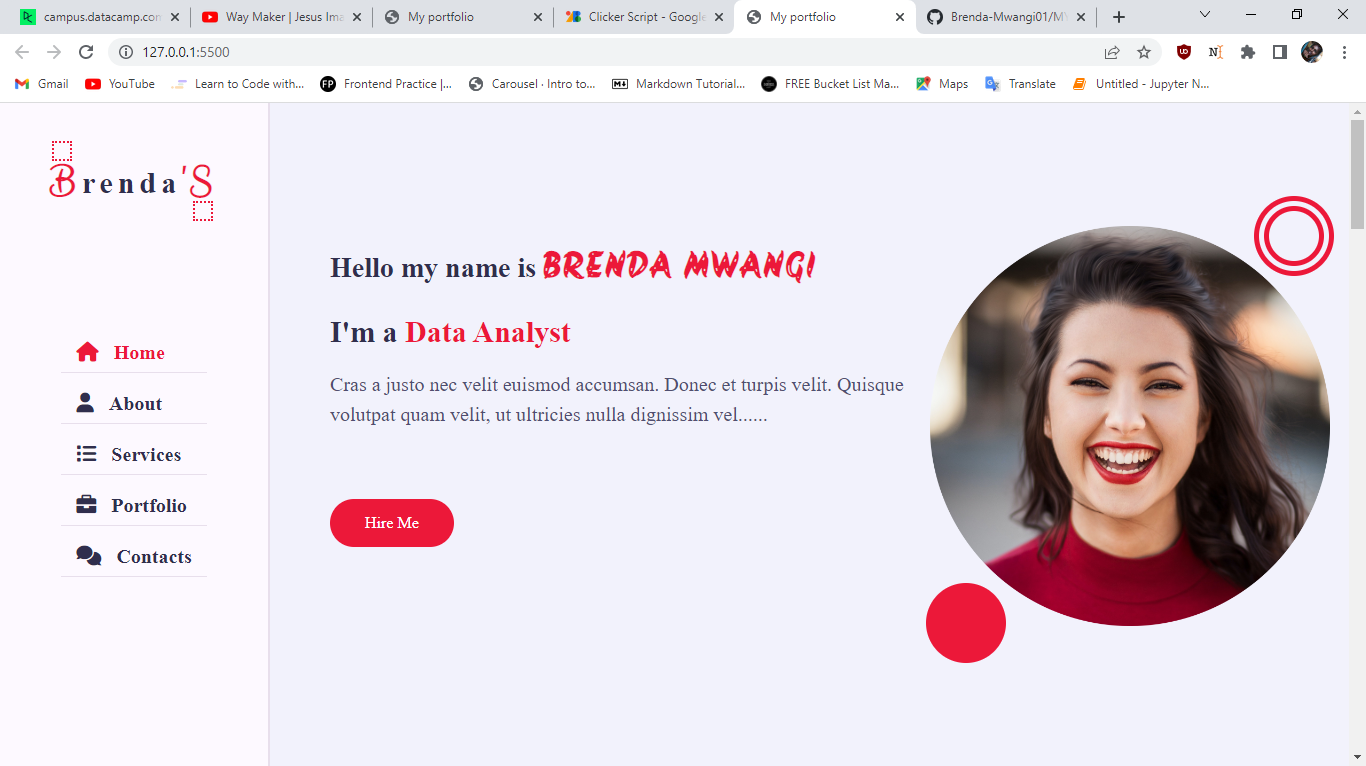 campus.datacamp.con
Way Maker | Jesus Ima
My portfolio
Clicker Script - Google
My portfolio
Brenda-Mwangi01/MY
127.0.0.1:5500
Gmail
YouTube
Learn to Code with...
Frontend Practice |...
Carousel · Intro to...
Markdown Tutorial...
FREE Bucket List Ma...
Maps
Translate
Untitled - Jupyter N...
Brenda'S
Home
About
Services
Portfolio
Contacts
Hello my name is BRENDA MWANGI
I'm a Data Analyst
Cras a justo nec velit euismod accumsan. Donec et turpis velit. Quisque
volutpat quam velit, ut ultricies nulla dignissim vel......
Hire Me